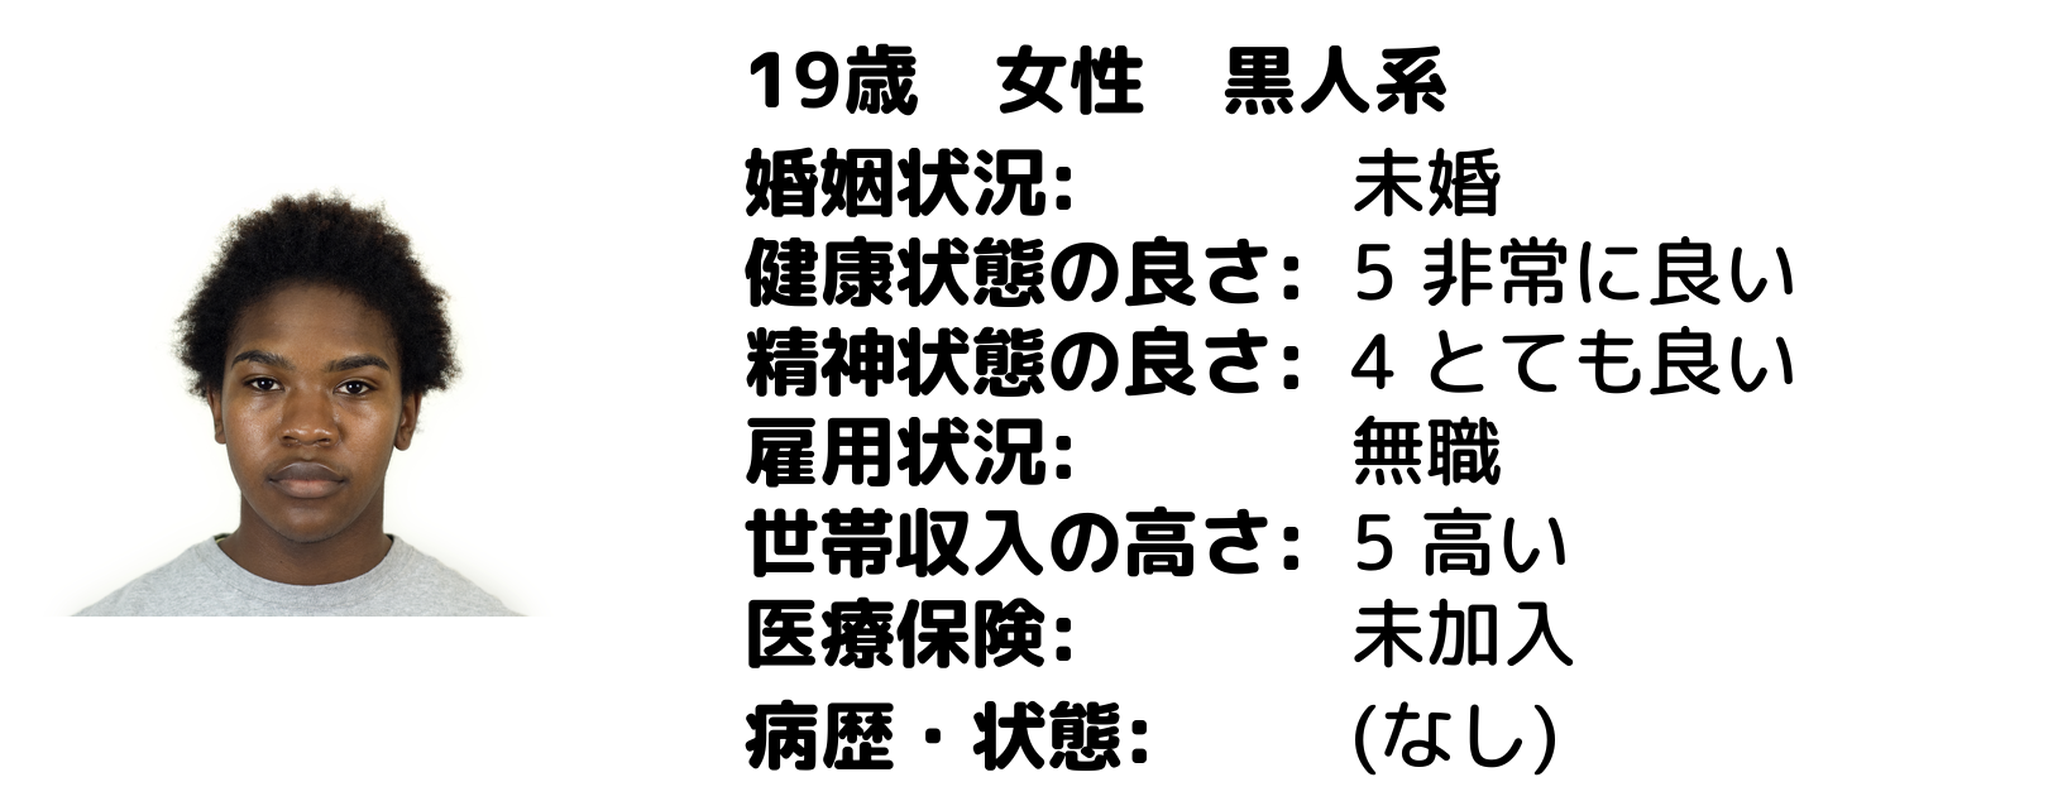 19歳　女性　黒人系
婚姻状況: 未婚
健康状態の良さ: 5 非常に良い
精神状態の良さ: 4 とても良い
雇用状況: 無職
世帯収入の高さ: 5 高い
医療保険: 未加入
病歴・状態: (なし)